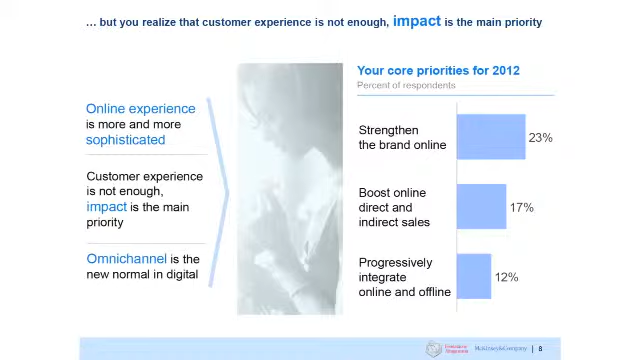 … but you realize that customer experience is not enough, impact is the main priority
Online experience
is more and more
sophisticated
Customer experience
is not enough,
impact is the main
priority
Omnichannel is the
new normal in digital
Your core priorities for 2012
Percent of respondents
Strengthen
the brand online
23%
Boost online
direct and
indirect sales
17%
Progressively
integrate
online and offline
12%
McKinsey&Company | 8